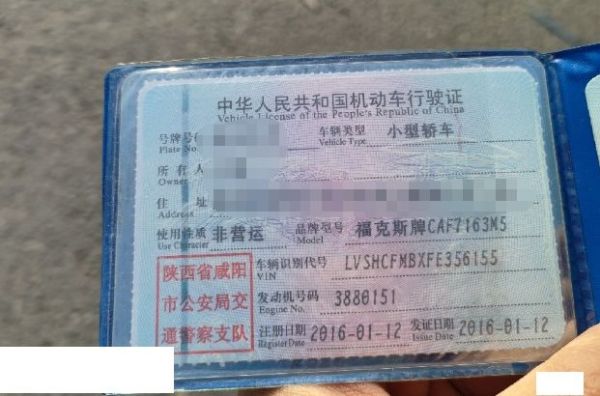 中华人民共和国机动车行驶证
Vehicle License of the People's Republic of China
号牌号码 车辆类型 小型轿车
Plate No. Vehicle Type
所有人
Owner
住 址
Address
使用性质 非营运 品牌型号 福克斯牌CAF7163M5
Use Character Model
陕西省咸阳
市公安局交
通警察支队
车辆识别代号 LVSHCFMBXFE356155
VIN
发动机号码 3880151
Engine No.
注册日期 2016-01-12 发证日期 2016-01-12
Register Date Issue Date